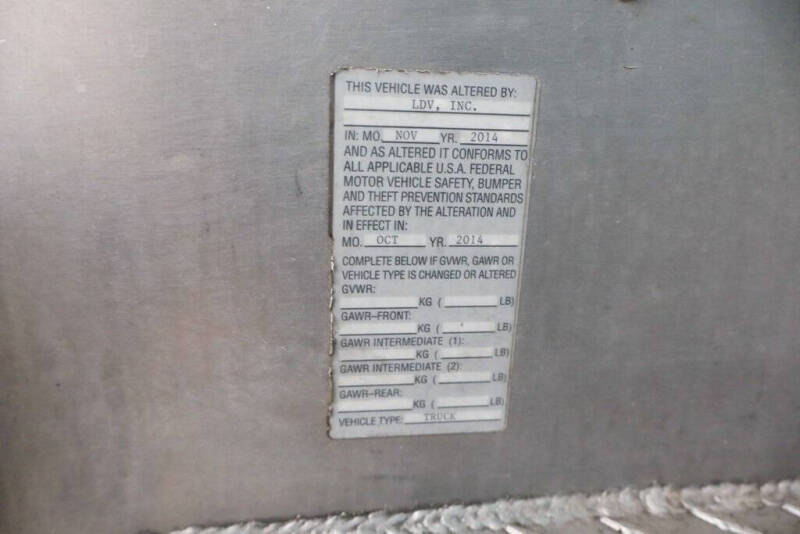 THIS VEHICLE WAS ALTERED BY:
LDV, INC.
IN: MO. NOV YR. 2014
AND AS ALTERED IT CONFORMS TO
ALL APPLICABLE U.S.A. FEDERAL
MOTOR VEHICLE SAFETY, BUMPER
AND THEFT PREVENTION STANDARDS
AFFECTED BY THE ALTERATION AND
IN EFFECT IN:
MO. OCT YR. 2014
COMPLETE BELOW IF GVWR, GAWR OR
VEHICLE TYPE IS CHANGED OR ALTERED
GVWR:
KG ( LB)
GAWR–FRONT:
KG ( LB)
GAWR INTERMEDIATE (1):
KG ( LB)
GAWR INTERMEDIATE (2):
KG ( LB)
GAWR–REAR:
KG ( LB)
VEHICLE TYPE: TRUCK